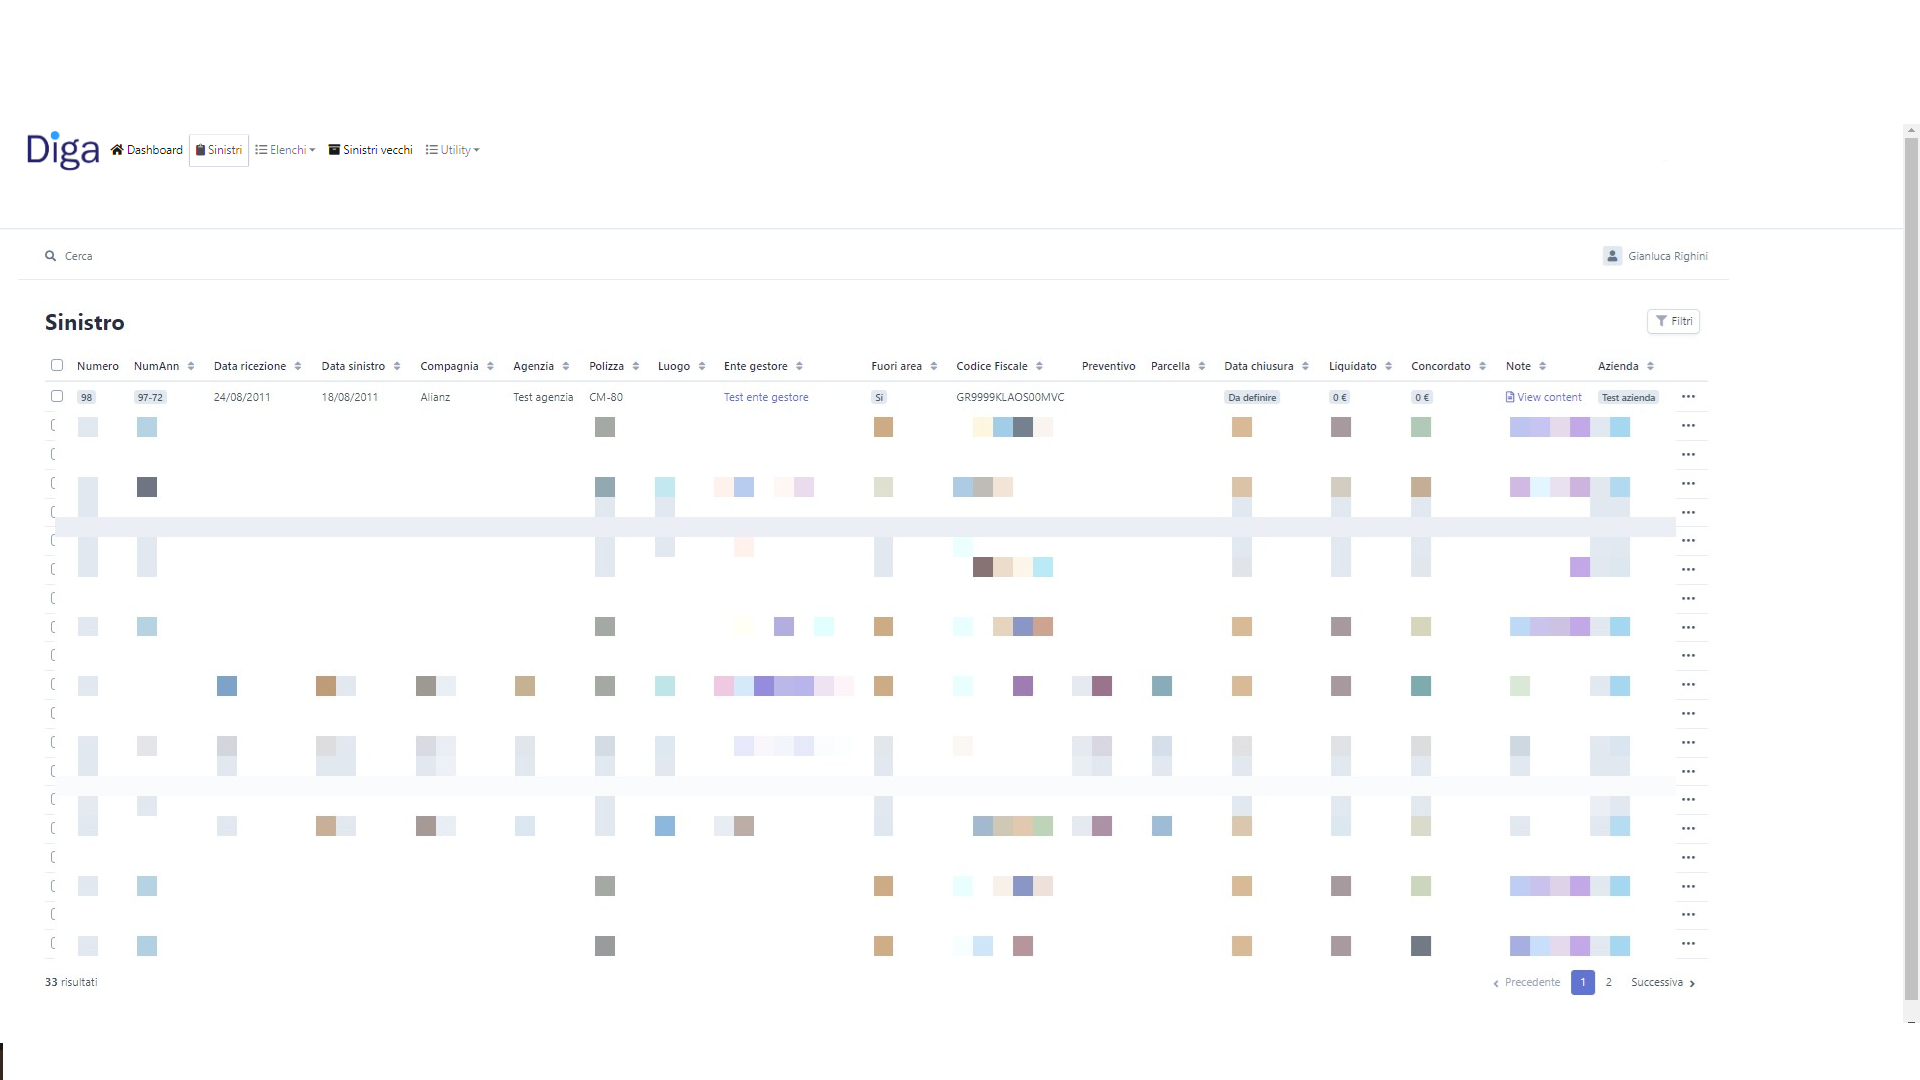 Diga Dashboard Sinistri Elenchi Sinistri vecchi Utility
Cerca Gianluca Righini
Sinistro Filtri
Numero NumAnn Data ricezione Data sinistro Compagnia Agenzia Polizza Luogo Ente gestore Fuori area Codice Fiscale Preventivo Parcella Data chiusura Liquidato Concordato Note Azienda
98 97-72 24/08/2011 18/08/2011 Alianz Test agenzia CM-80 Test ente gestore Si GR9999KLAOS00MVC Da definire 0 € 0 € View content Test azienda
33 risultati Precedente 1 2 Successiva